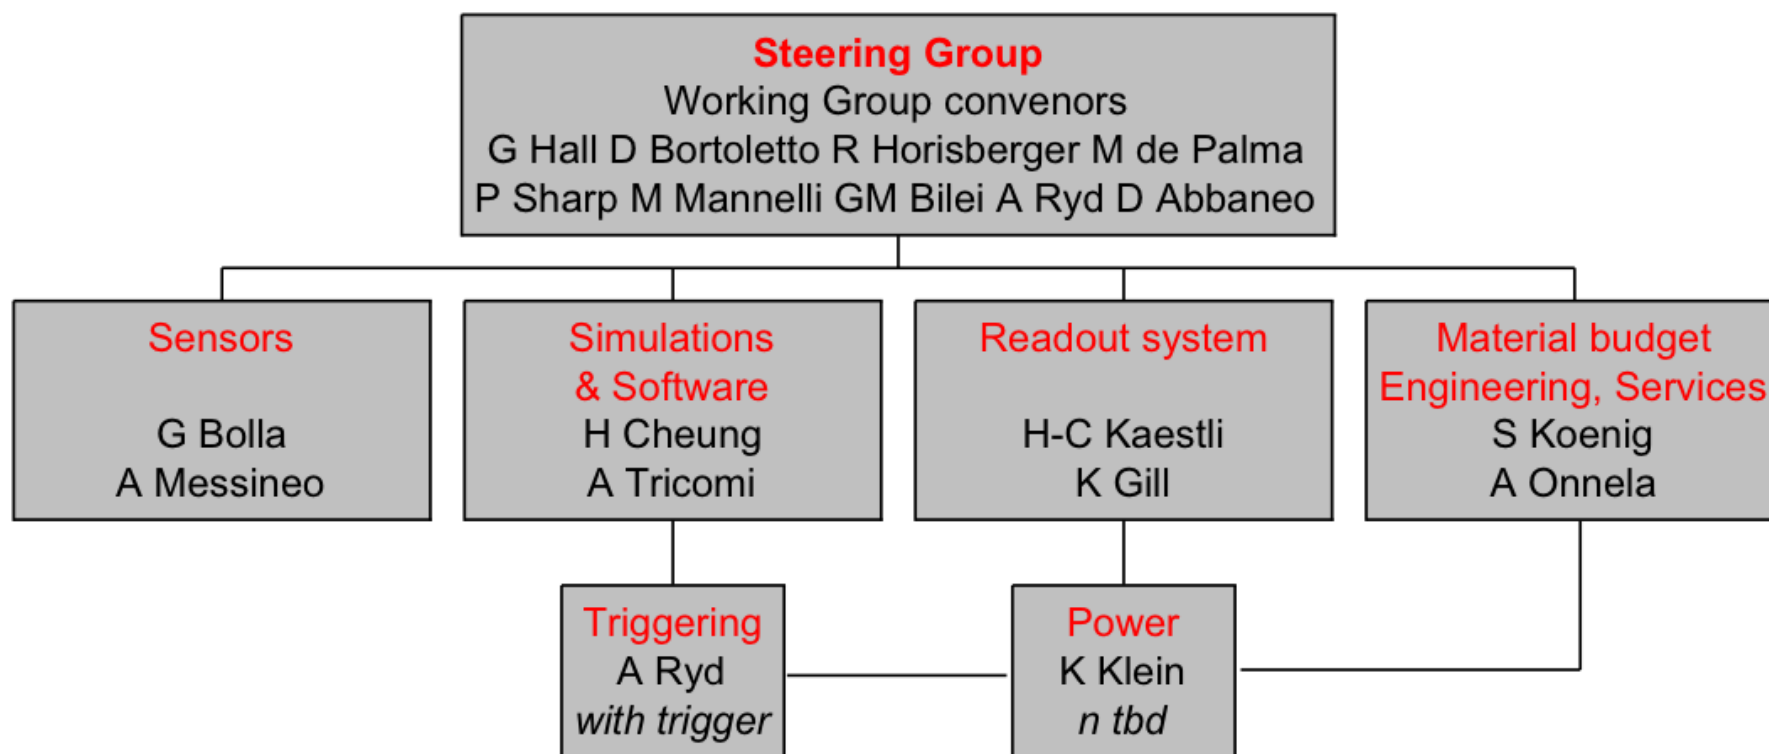 Steering Group
Working Group convenors
G Hall D Bortoletto R Horisberger M de Palma
P Sharp M Mannelli GM Bilei A Ryd D Abbaneo
Sensors
G Bolla
A Messineo
Simulations
& Software
H Cheung
A Tricomi
Readout system
H-C Kaestli
K Gill
Material budget
Engineering, Services
S Koenig
A Onnela
Triggering
A Ryd
with trigger
Power
K Klein
n tbd